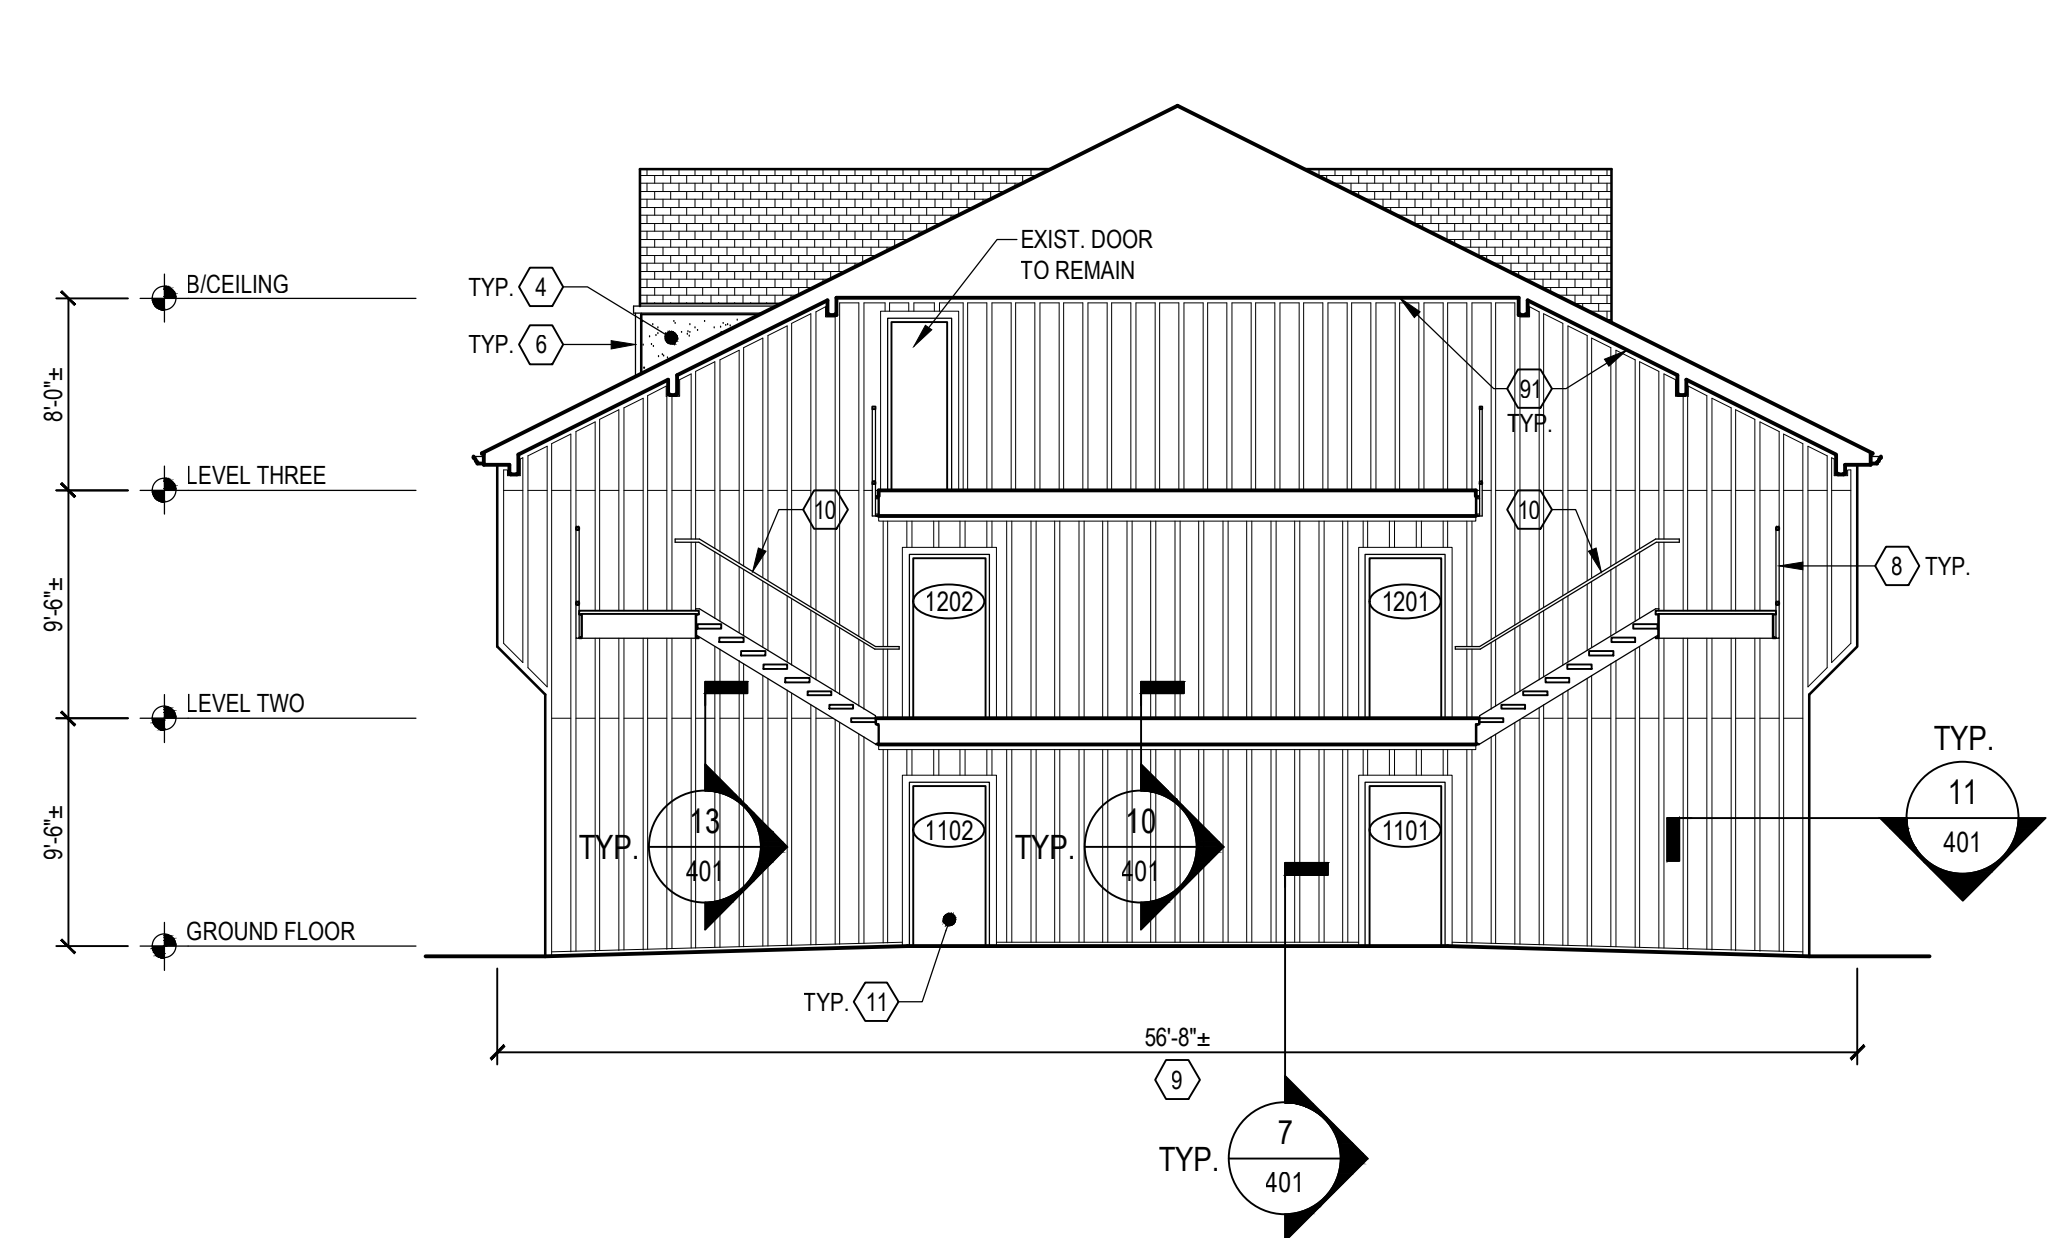 EXIST. DOOR
TO REMAIN
B/CEILING
TYP. 4
TYP. 6
91
TYP.
8'-0"±
LEVEL THREE
10
10
8 TYP.
9'-6"±
1202
1201
LEVEL TWO
TYP.
11
401
9'-6"±
TYP.
13
401
1102
TYP.
10
401
1101
GROUND FLOOR
TYP. 11
56'-8"±
9
TYP.
7
401